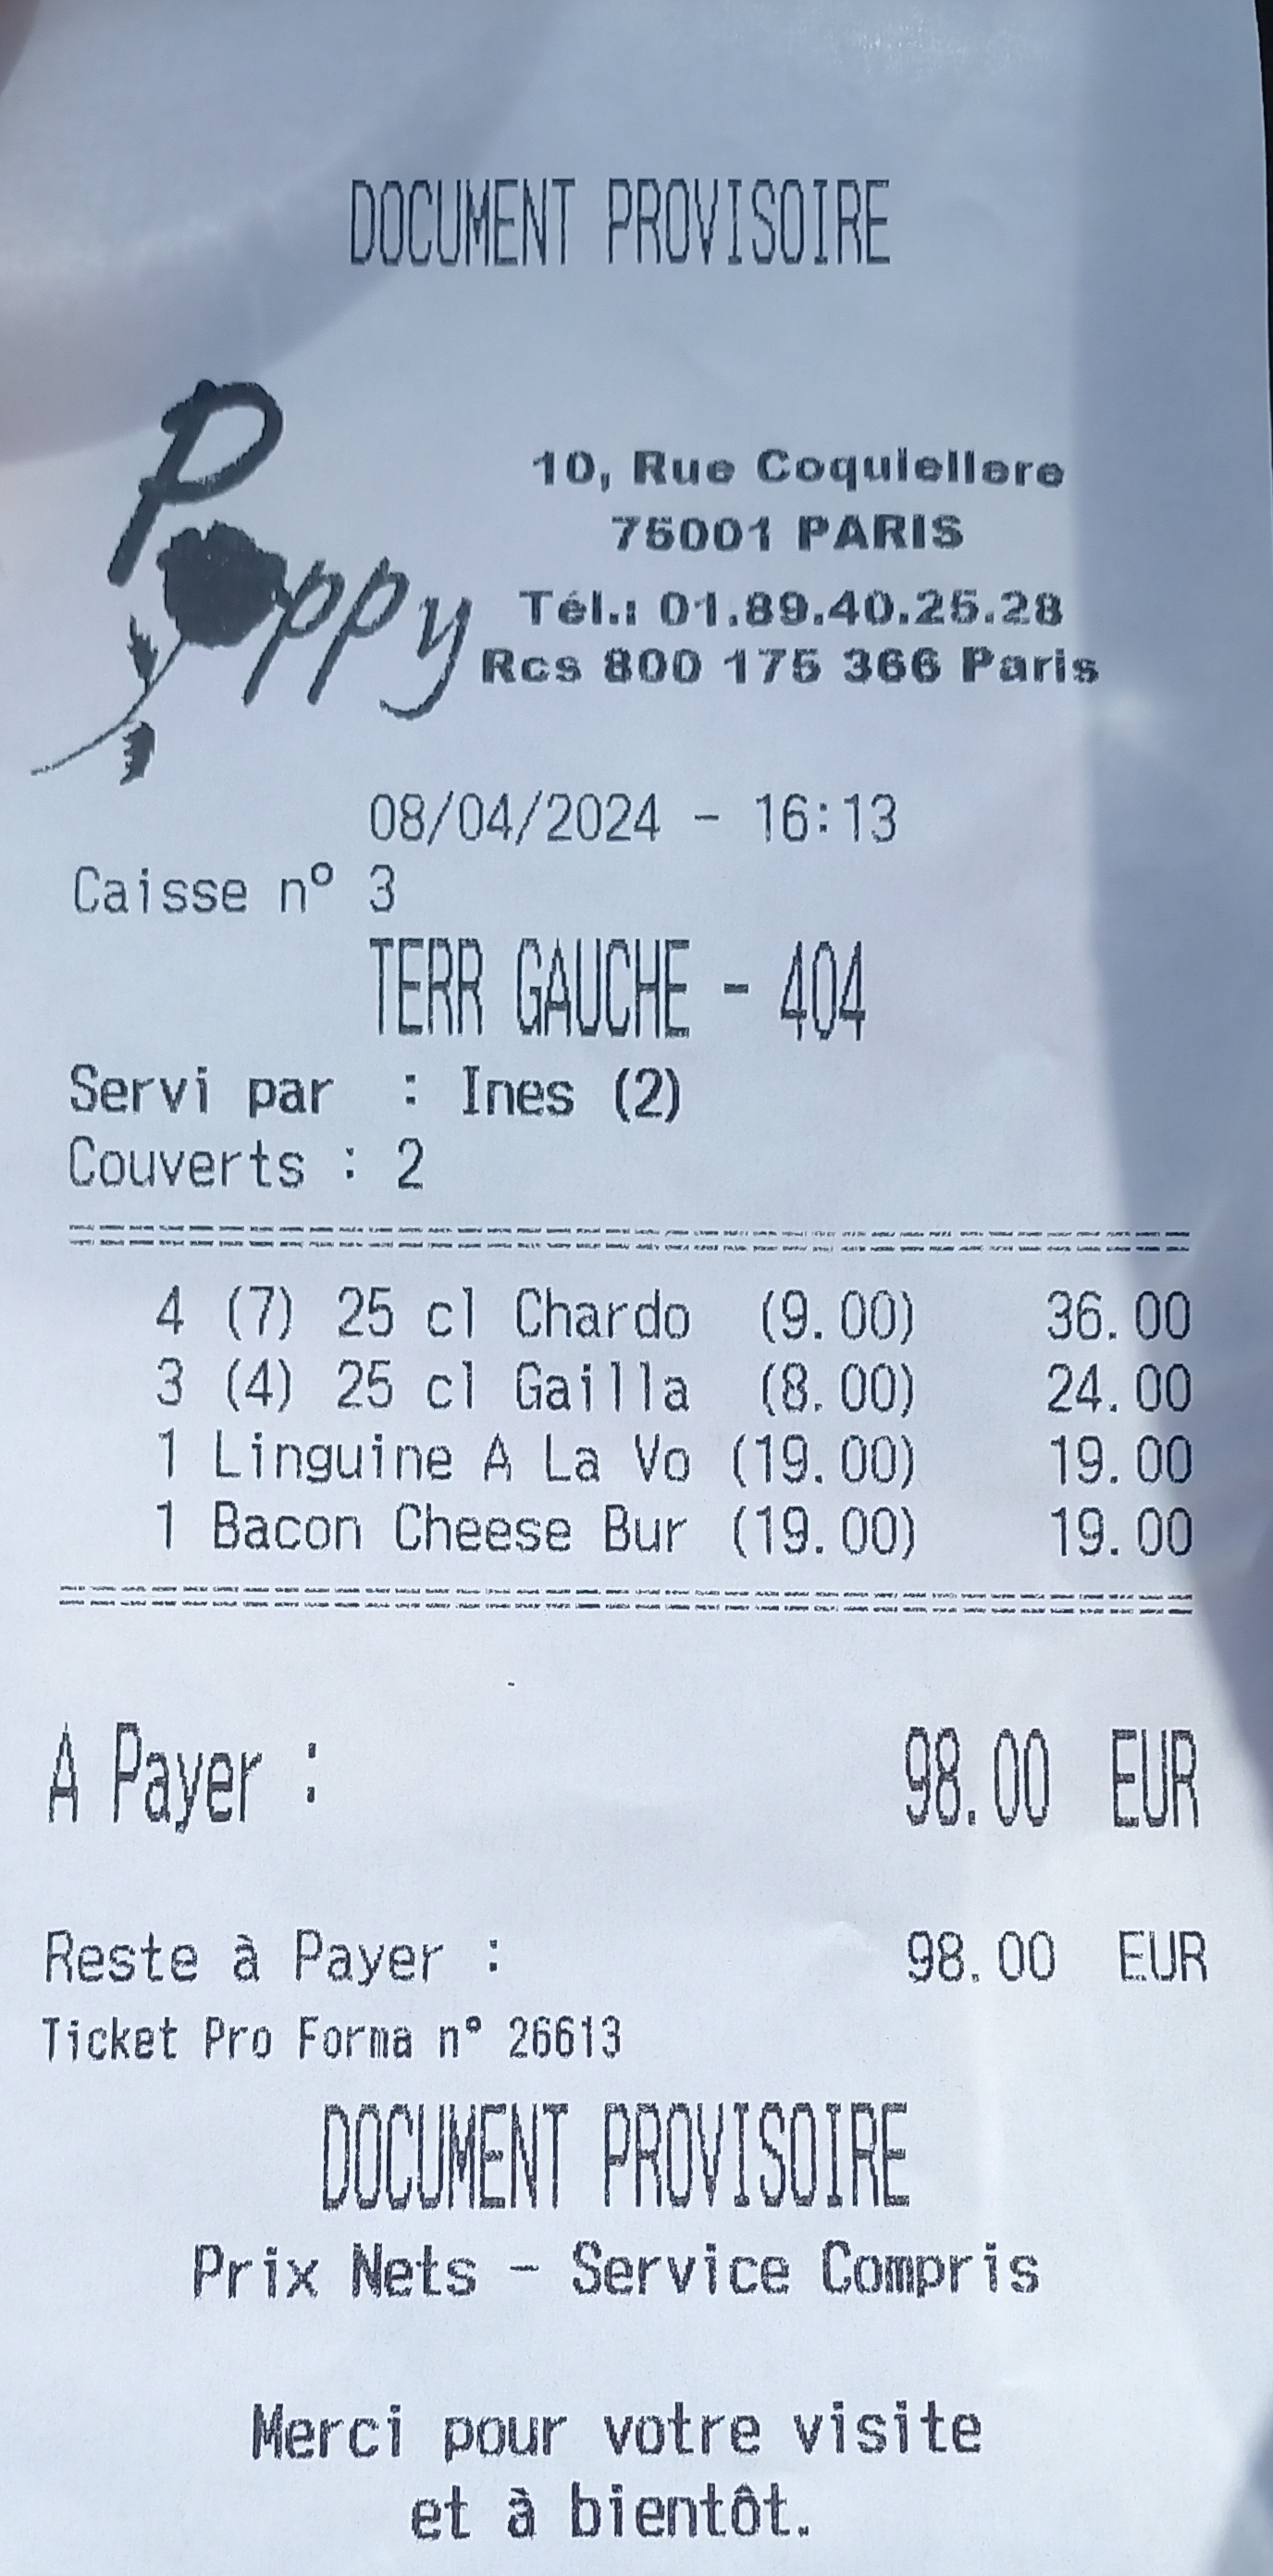 DOCUMENT PROVISOIRE
Poppy
10, Rue Coquiellere
75001 PARIS
Tél.: 01.89.40.25.28
Rcs 800 175 366 Paris
08/04/2024 - 16:13
Caisse n° 3
TERR GAUCHE - 404
Servi par : Ines (2)
Couverts : 2
4 (7) 25 cl Chardo (9.00) 36.00
3 (4) 25 cl Gailla (8.00) 24.00
1 Linguine A La Vo (19.00) 19.00
1 Bacon Cheese Bur (19.00) 19.00
A Payer : 98.00 EUR
Reste à Payer : 98.00 EUR
Ticket Pro Forma n° 26613
DOCUMENT PROVISOIRE
Prix Nets - Service Compris
Merci pour votre visite
et à bientôt.